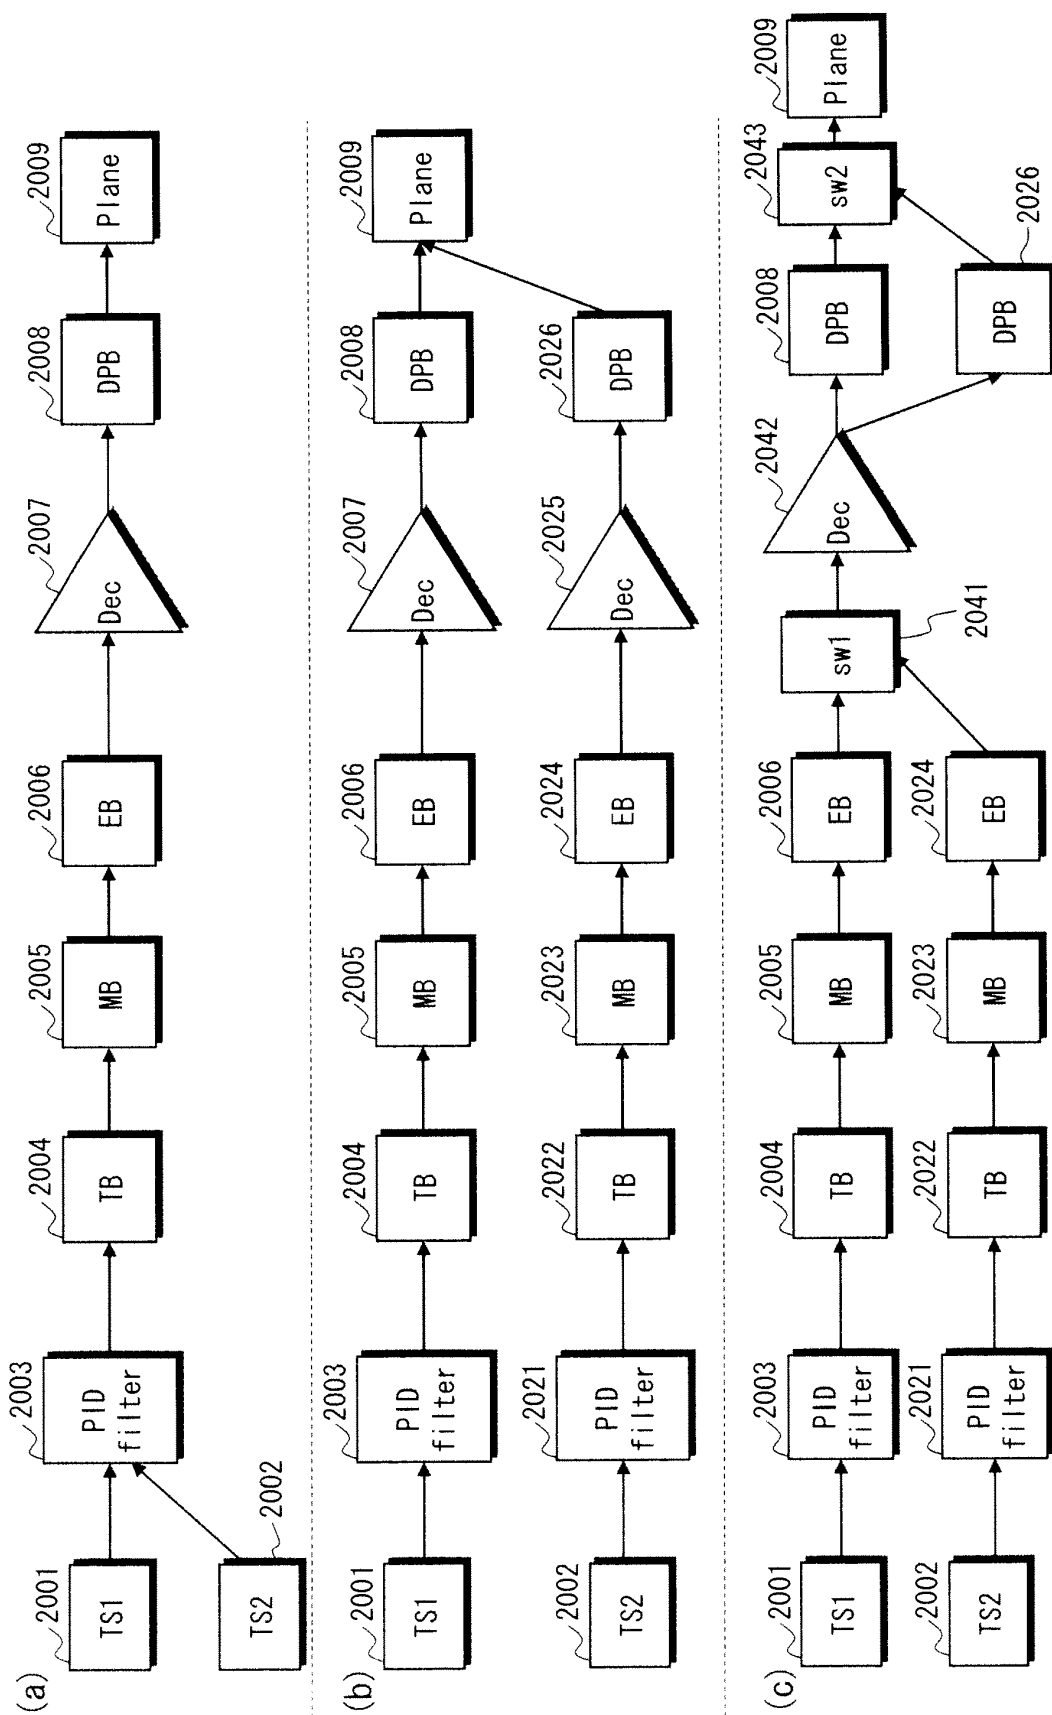 (a)
2001
TS1
2002
TS2
2003
PID
filter
2004
TB
2005
MB
2006
EB
2007
Dec
2008
DPB
2009
Plane
(b)
2001
TS1
2003
PID
filter
2004
TB
2005
MB
2006
EB
2007
Dec
2008
DPB
2009
Plane
2002
TS2
2021
PID
filter
2022
TB
2023
MB
2024
EB
2025
Dec
2026
DPB
(c)
2001
TS1
2003
PID
filter
2004
TB
2005
MB
2006
EB
sw1
2041
2042
Dec
2008
DPB
2043
sw2
2009
Plane
2002
TS2
2021
PID
filter
2022
TB
2023
MB
2024
EB
DPB
2026